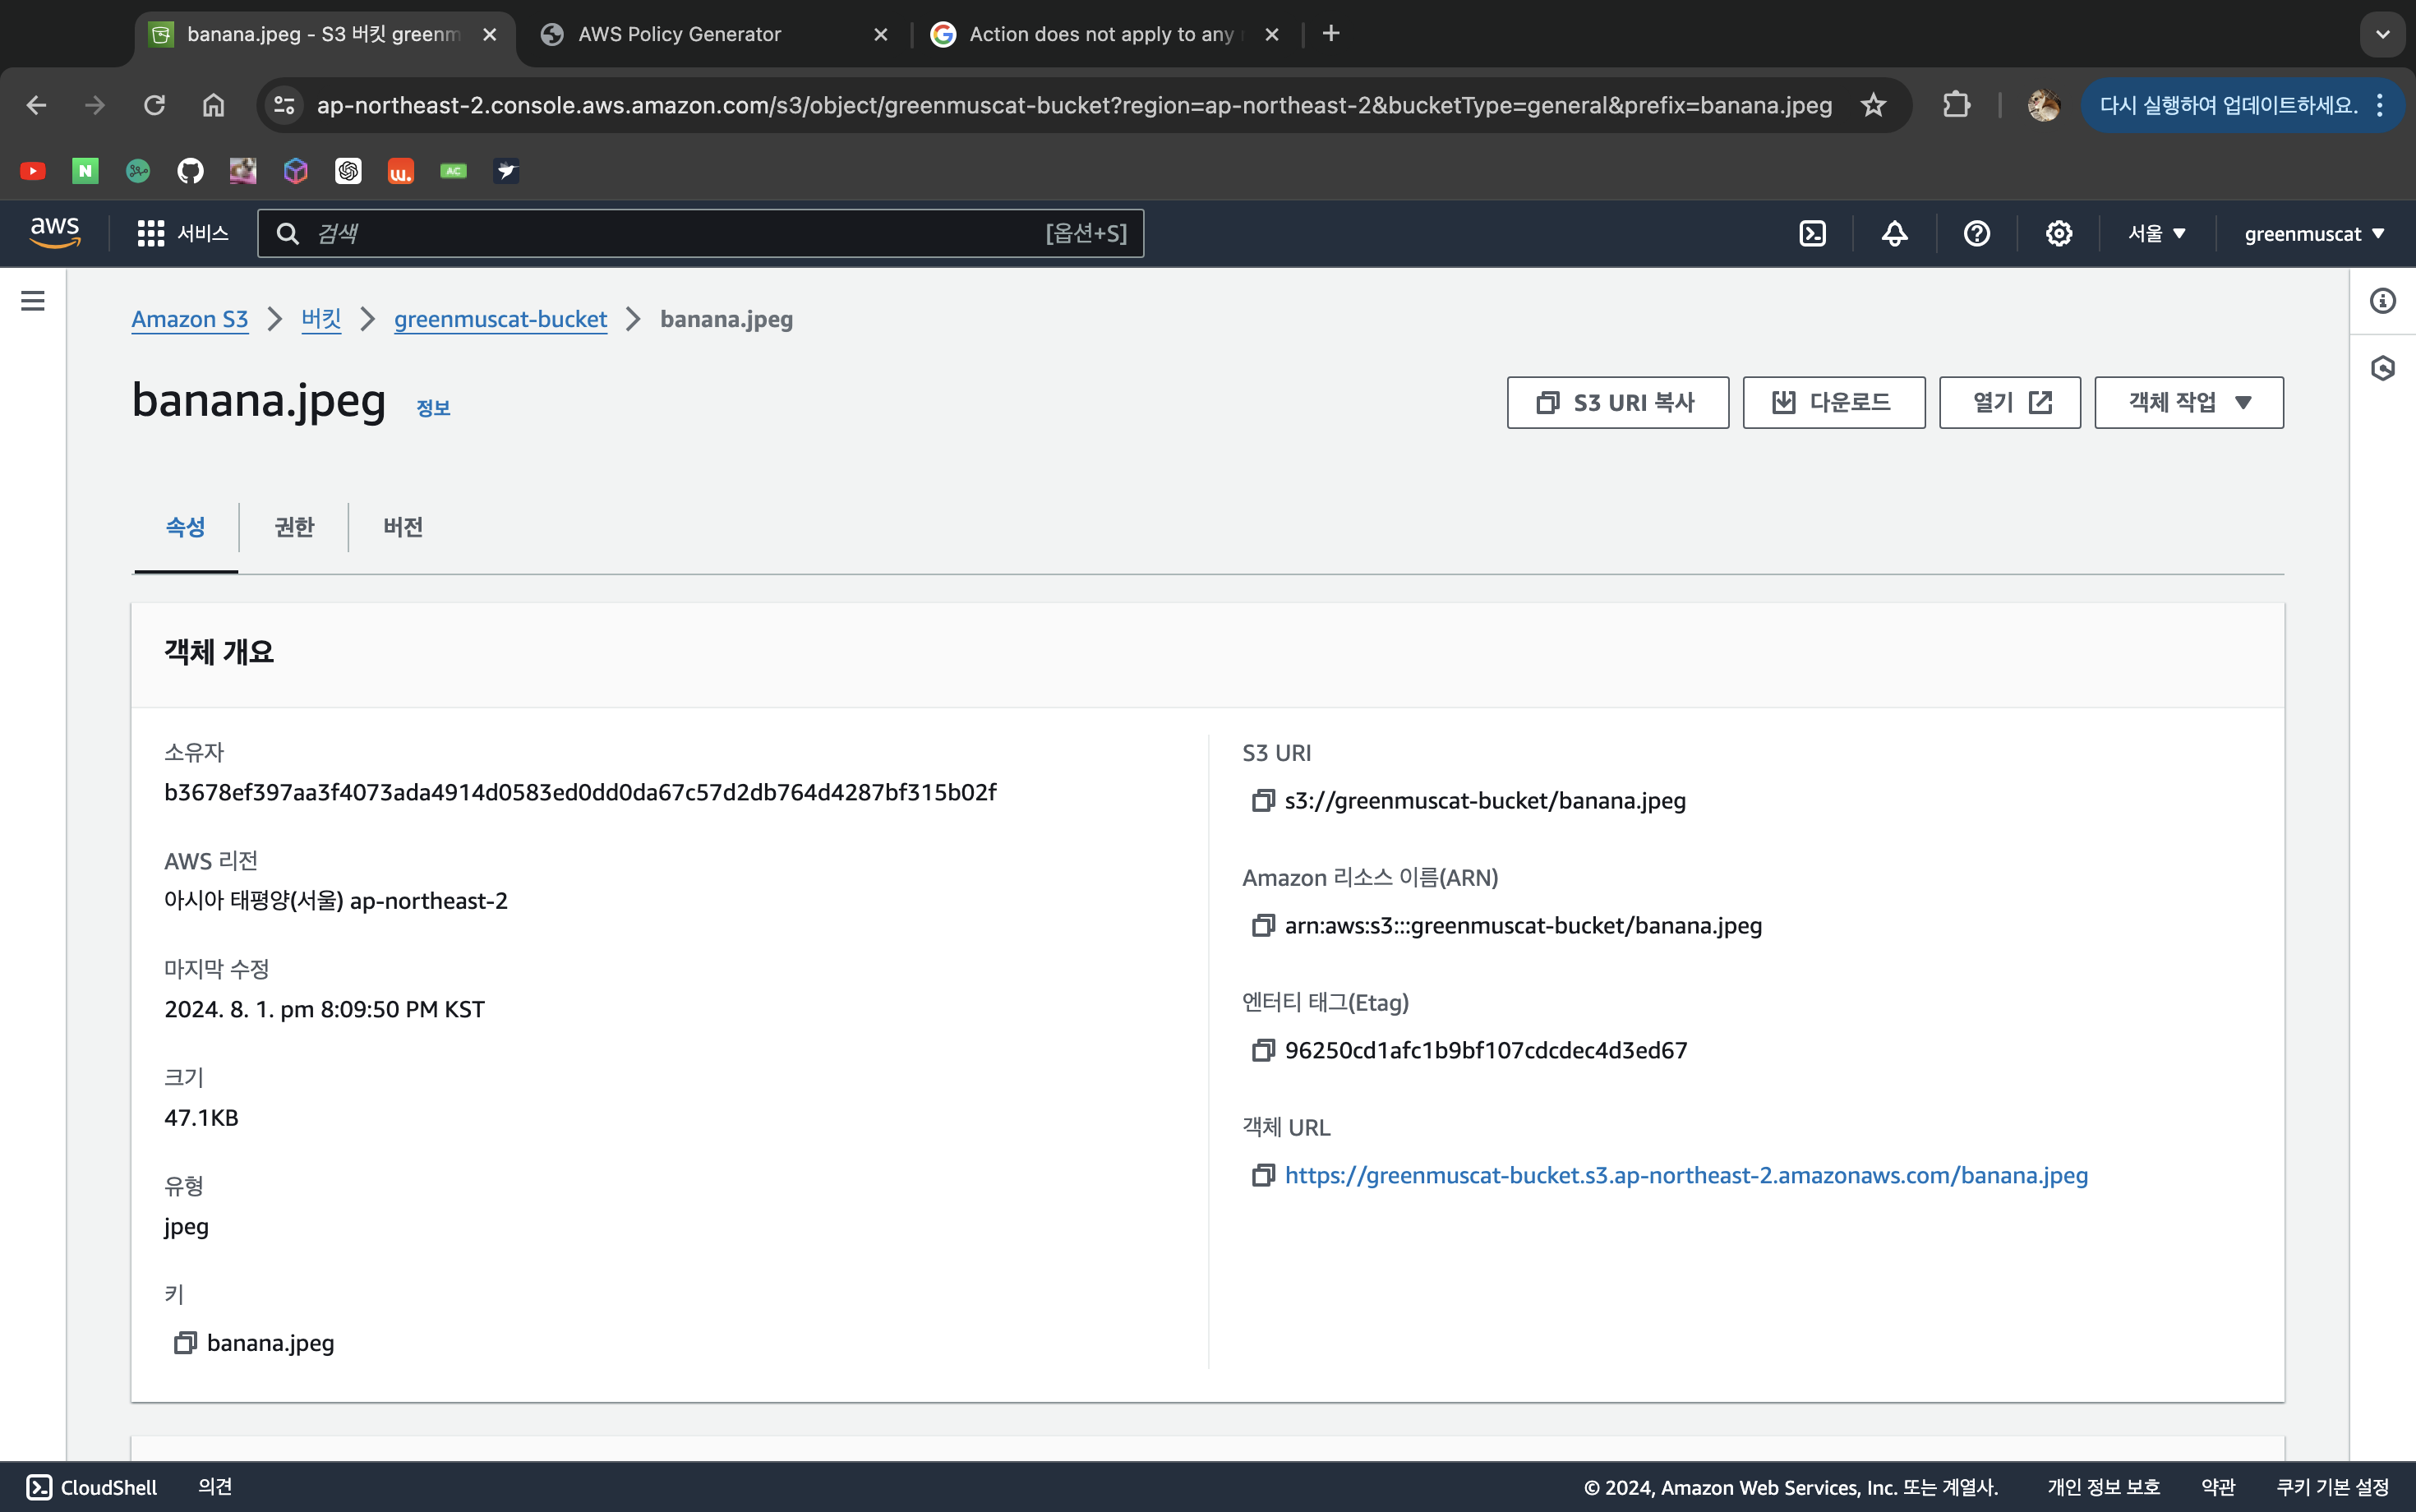 banana.jpeg - S3 버킷 greenm
AWS Policy Generator
Action does not apply to any
ap-northeast-2.console.aws.amazon.com/s3/object/greenmuscat-bucket?region=ap-northeast-2&bucketType=general&prefix=banana.jpeg
다시 실행하여 업데이트하세요.
N
w.
AC
aws
서비스
검색
[옵션+S]
서울
greenmuscat
Amazon S3
버킷
greenmuscat-bucket
banana.jpeg
banana.jpeg
정보
S3 URI 복사
다운로드
열기
객체 작업
속성
권한
버전
객체 개요
소유자
b3678ef397aa3f4073ada4914d0583ed0dd0da67c57d2db764d4287bf315b02f
AWS 리전
아시아 태평양(서울) ap-northeast-2
마지막 수정
2024. 8. 1. pm 8:09:50 PM KST
크기
47.1KB
유형
jpeg
키
banana.jpeg
S3 URI
s3://greenmuscat-bucket/banana.jpeg
Amazon 리소스 이름(ARN)
arn:aws:s3:::greenmuscat-bucket/banana.jpeg
엔터티 태그(Etag)
96250cd1afc1b9bf107cdcdec4d3ed67
객체 URL
https://greenmuscat-bucket.s3.ap-northeast-2.amazonaws.com/banana.jpeg
CloudShell
의견
© 2024, Amazon Web Services, Inc. 또는 계열사.
개인 정보 보호
약관
쿠키 기본 설정